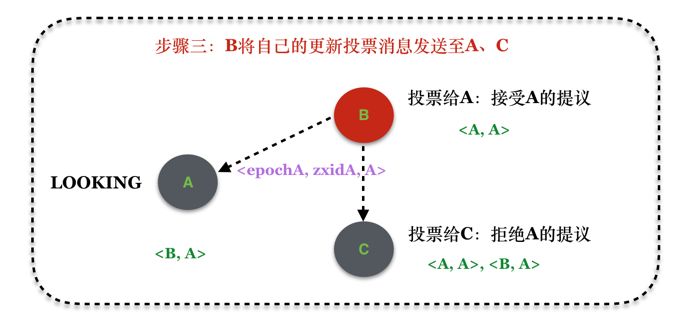 步骤三：B将自己的更新投票消息发送至A、C
B
投票给A：接受A的提议
<A, A>
<epochA, zxidA, A>
LOOKING
A
投票给C：拒绝A的提议
C
<B, A>
<A, A>, <B, A>